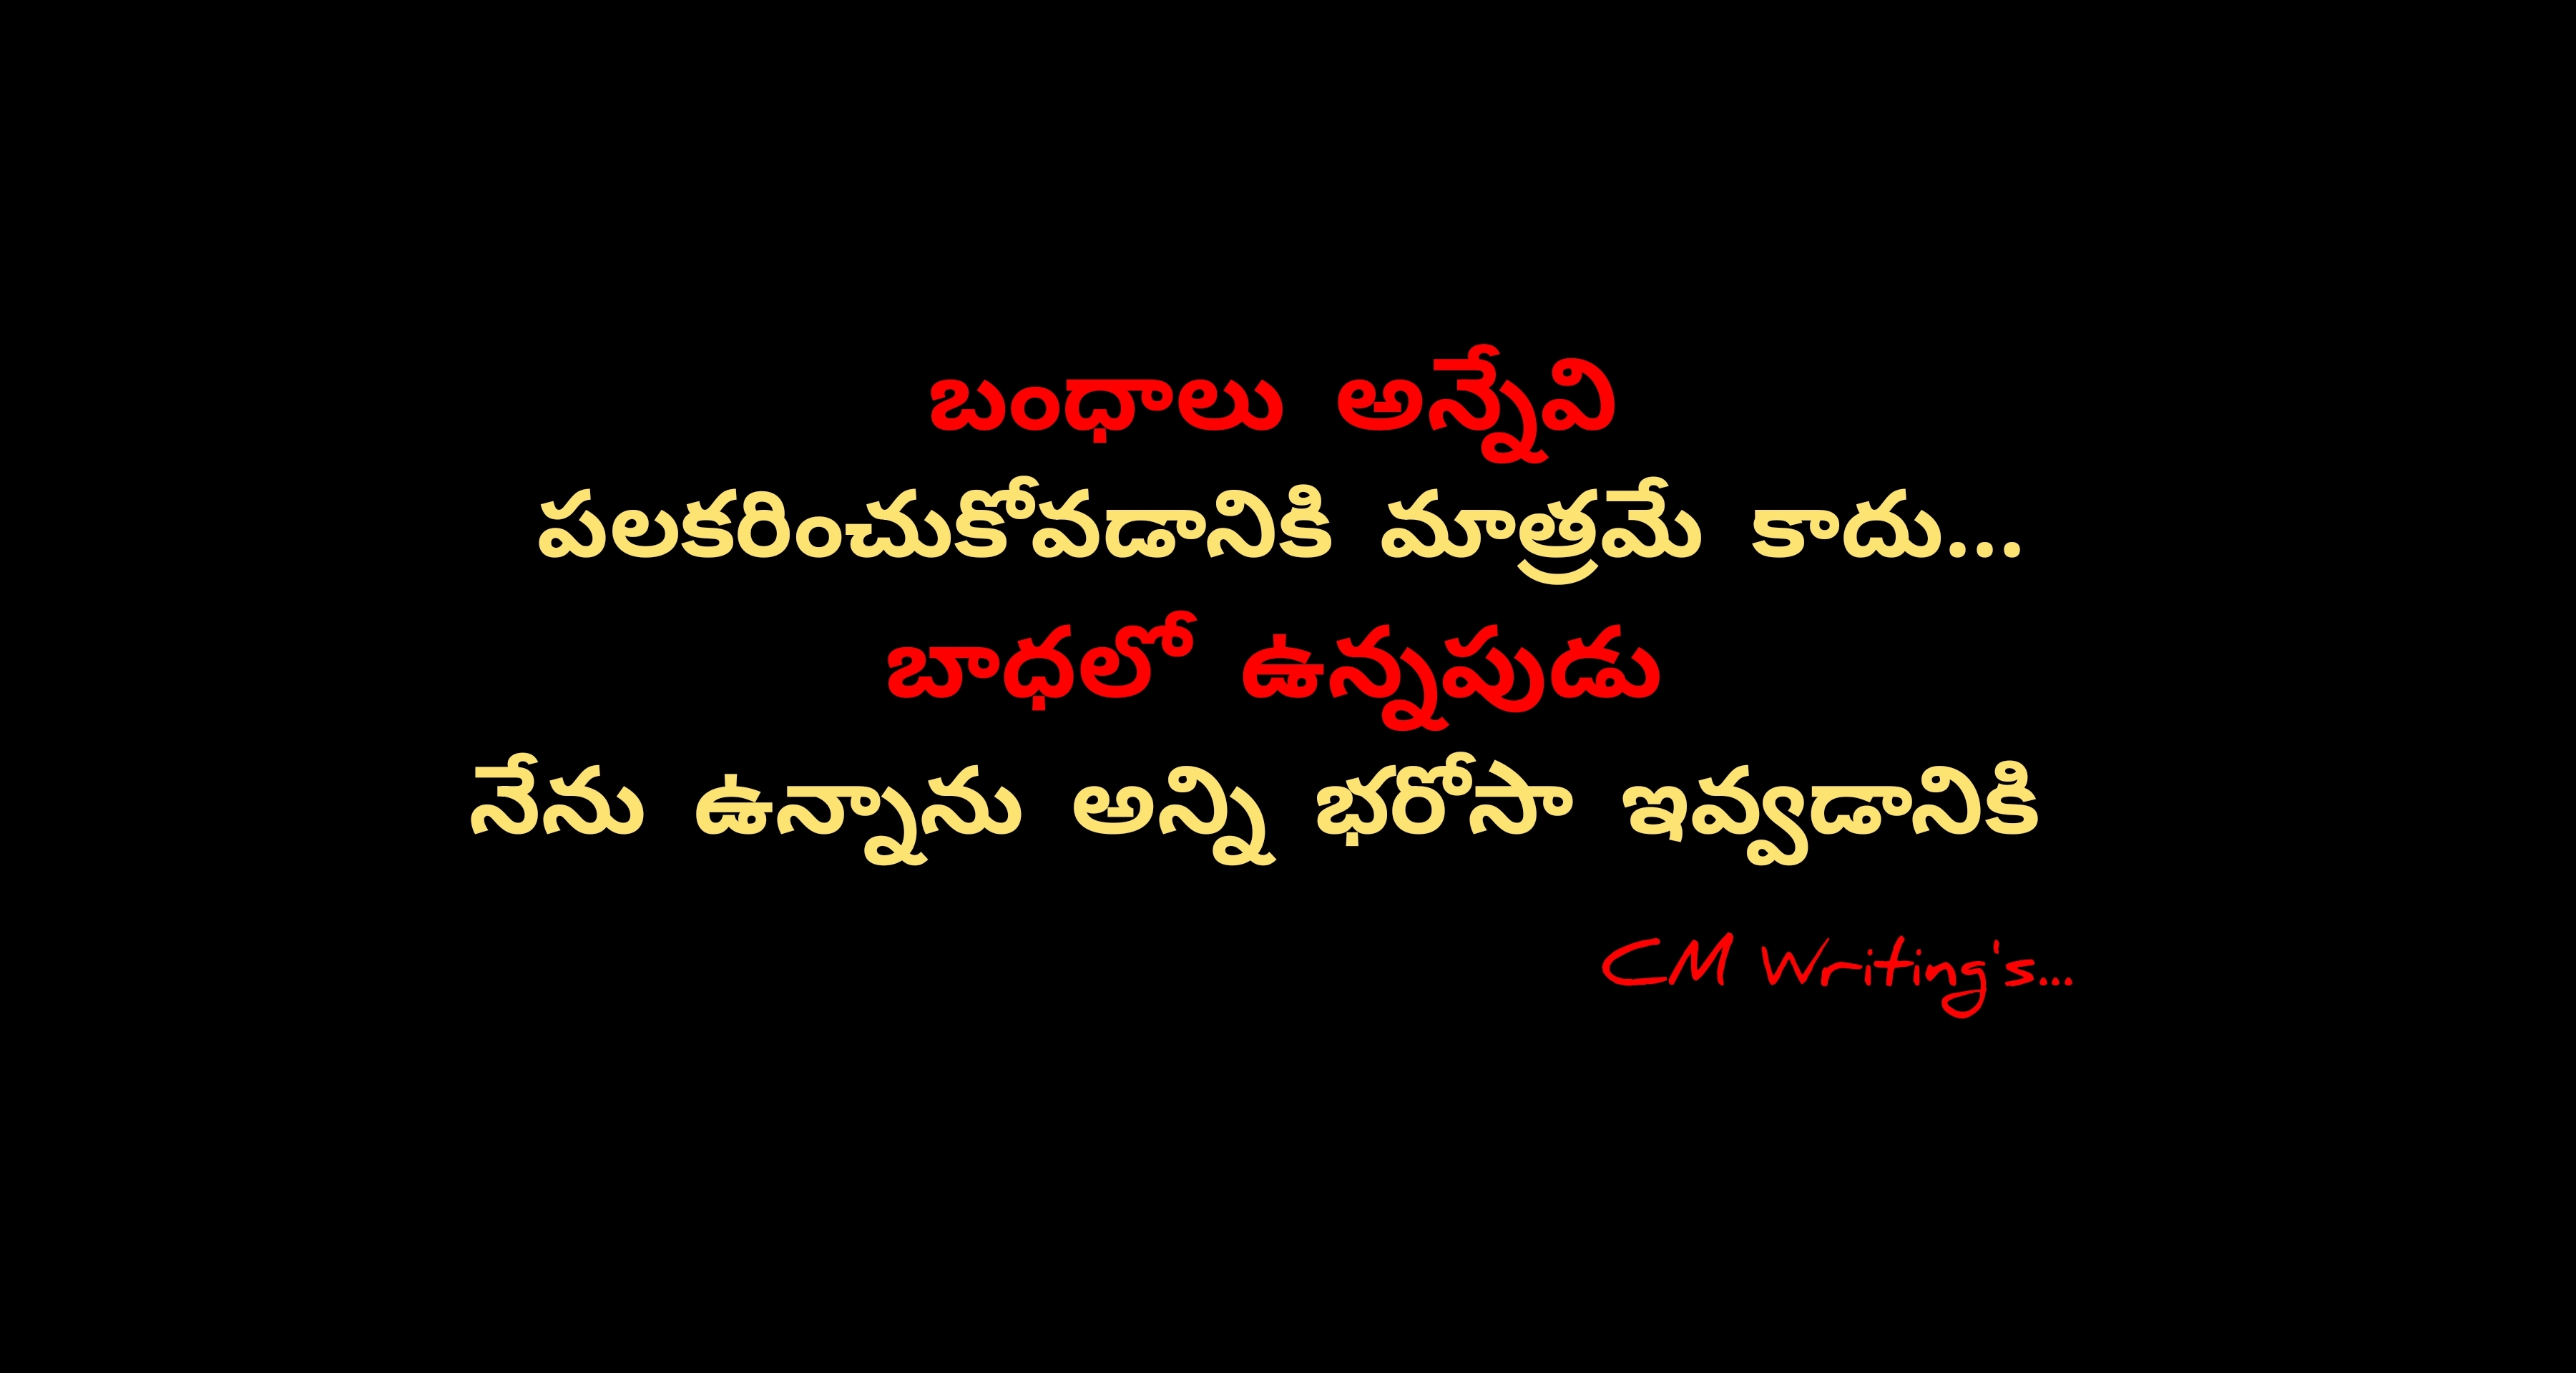 బంధాలు అన్నేవి
పలకరించుకోవడానికి మాత్రమే కాదు...
బాధలో ఉన్నపుడు
నేను ఉన్నాను అన్ని భరోసా ఇవ్వడానికి
CM Writing's...